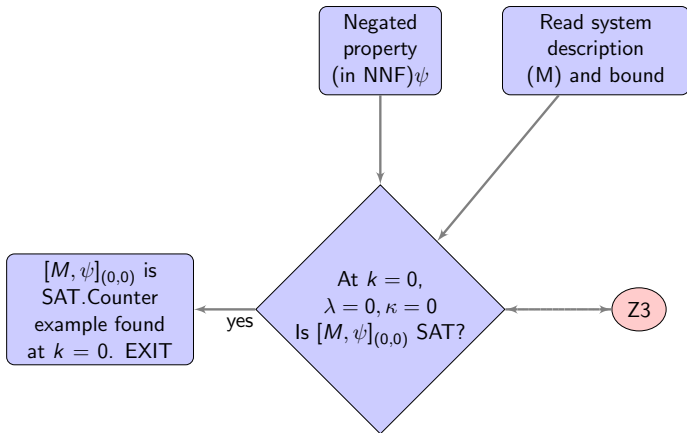 Negated
property
(in NNF)ψ
Read system
description
(M) and bound
At k = 0,
λ = 0, κ = 0
Is [M, ψ](0,0) SAT?
[M, ψ](0,0) is
SAT.Counter
example found
at k = 0. EXIT
yes
Z3